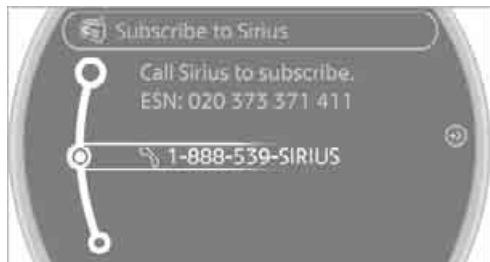 Subscribe to Sirius
Call Sirius to subscribe.
ESN: 020 373 371 411
1-888-539-SIRIUS